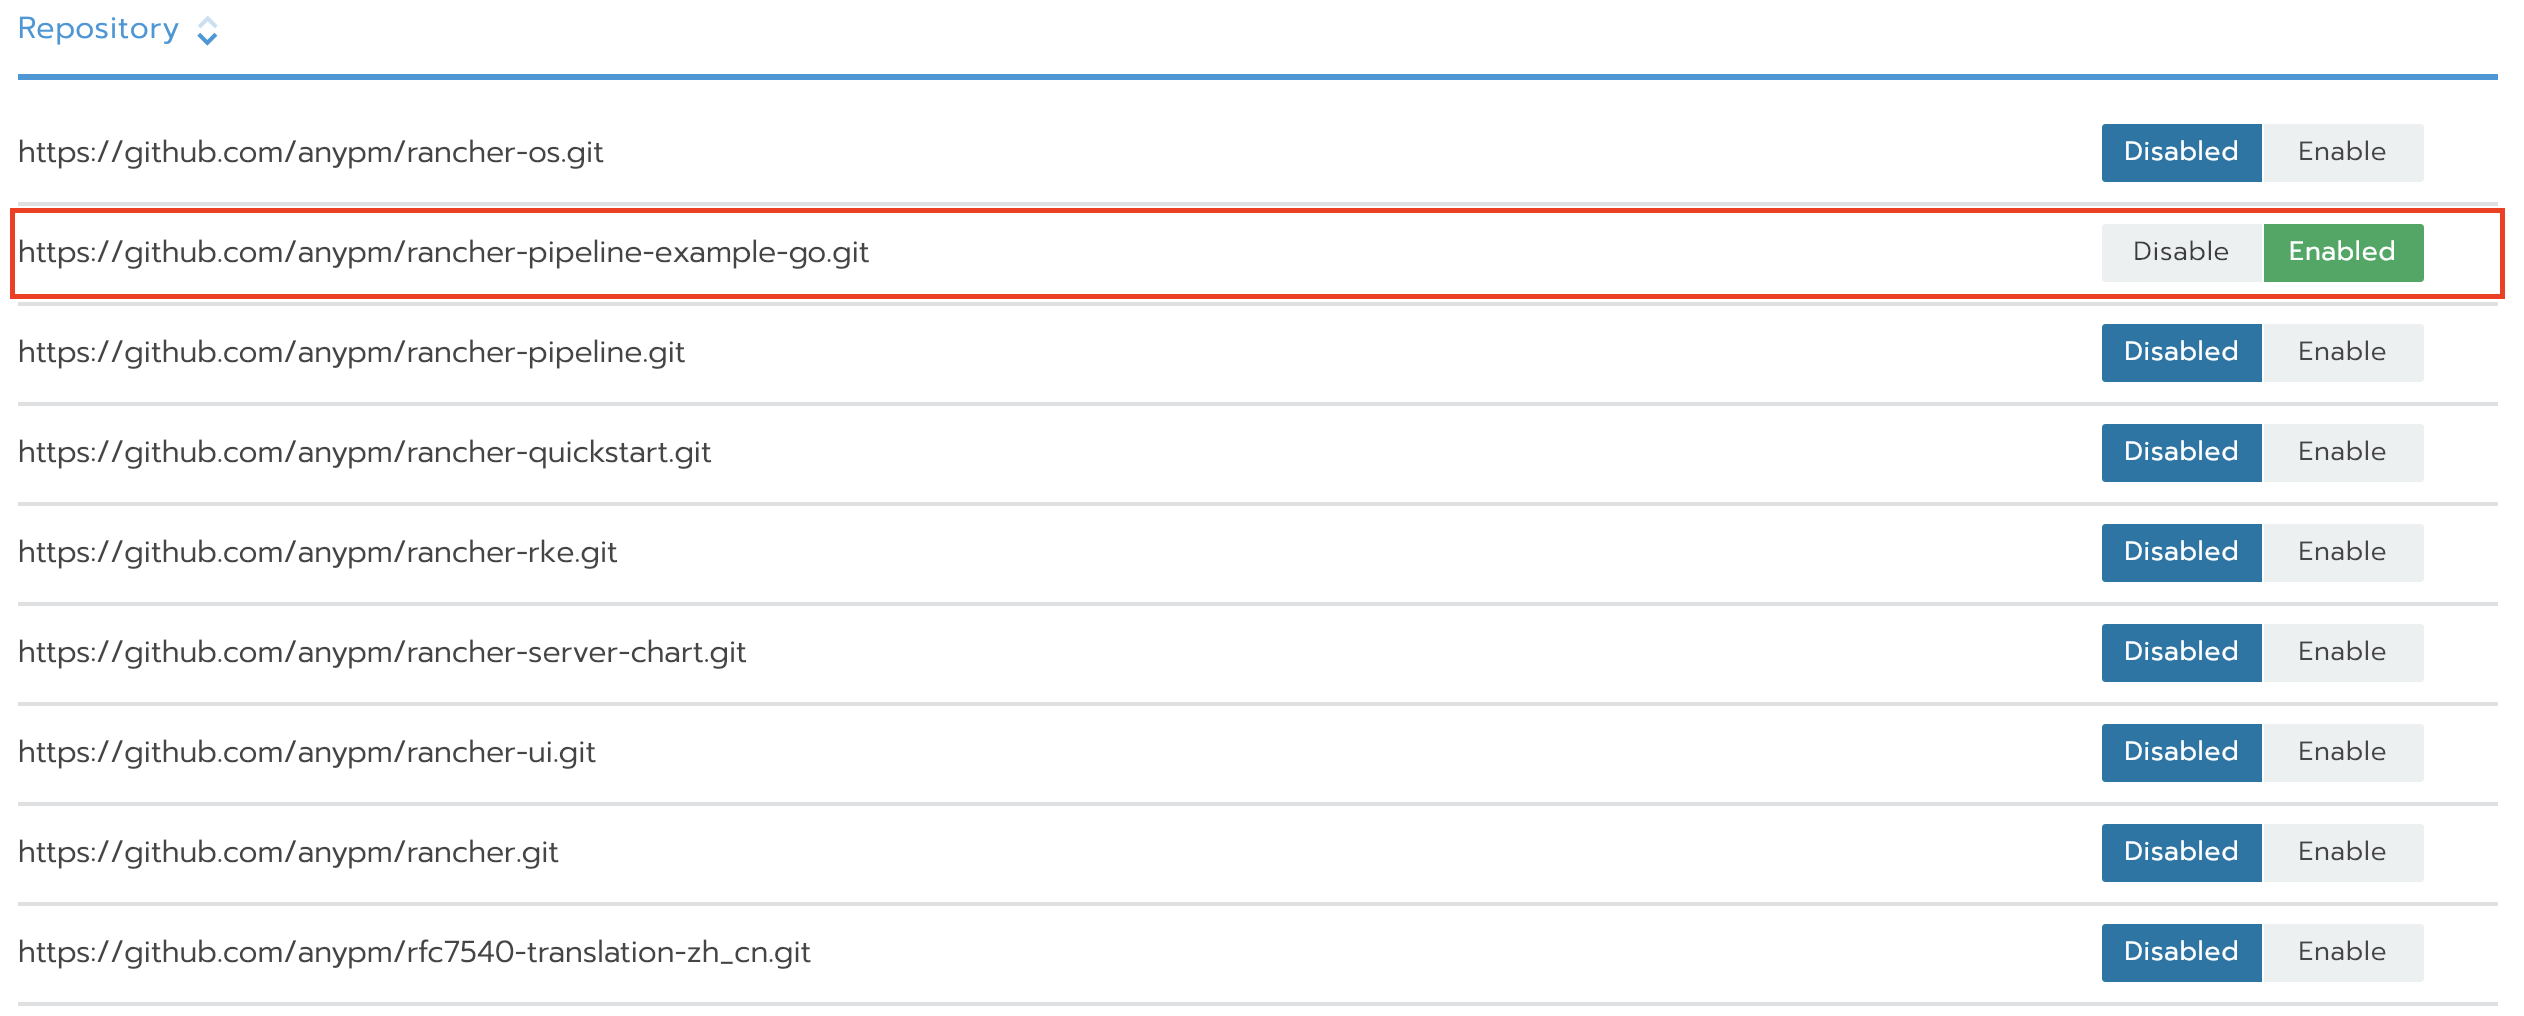 Repository
https://github.com/anypm/rancher-os.git Disabled Enable
https://github.com/anypm/rancher-pipeline-example-go.git Disable Enabled
https://github.com/anypm/rancher-pipeline.git Disabled Enable
https://github.com/anypm/rancher-quickstart.git Disabled Enable
https://github.com/anypm/rancher-rke.git Disabled Enable
https://github.com/anypm/rancher-server-chart.git Disabled Enable
https://github.com/anypm/rancher-ui.git Disabled Enable
https://github.com/anypm/rancher.git Disabled Enable
https://github.com/anypm/rfc7540-translation-zh_cn.git Disabled Enable